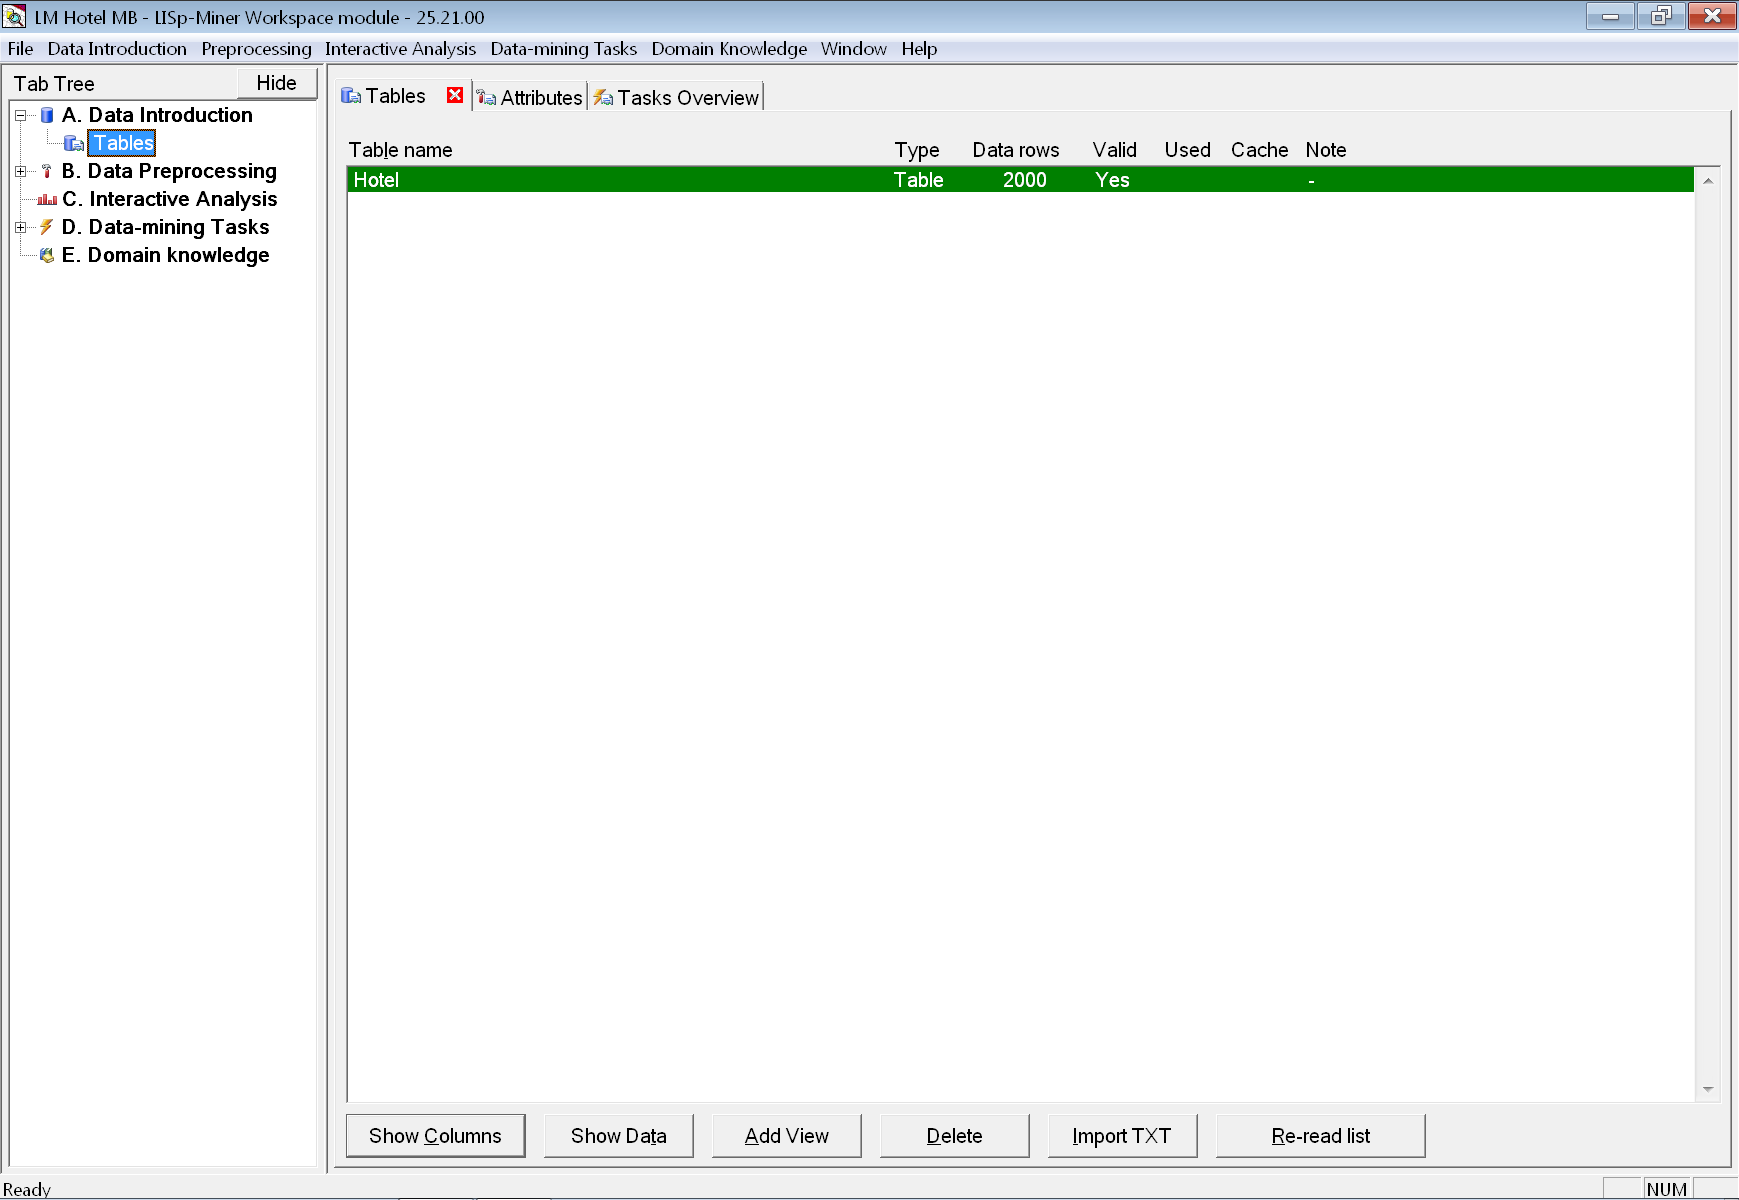 LM Hotel MB - LISp-Miner Workspace module - 25.21.00
File Data Introduction Preprocessing Interactive Analysis Data-mining Tasks Domain Knowledge Window Help
Tab Tree Hide
A. Data Introduction
Tables
B. Data Preprocessing
C. Interactive Analysis
D. Data-mining Tasks
E. Domain knowledge
Tables Attributes Tasks Overview
Table name Type Data rows Valid Used Cache Note
Hotel Table 2000 Yes -
Show Columns Show Data Add View Delete Import TXT Re-read list
Ready NUM